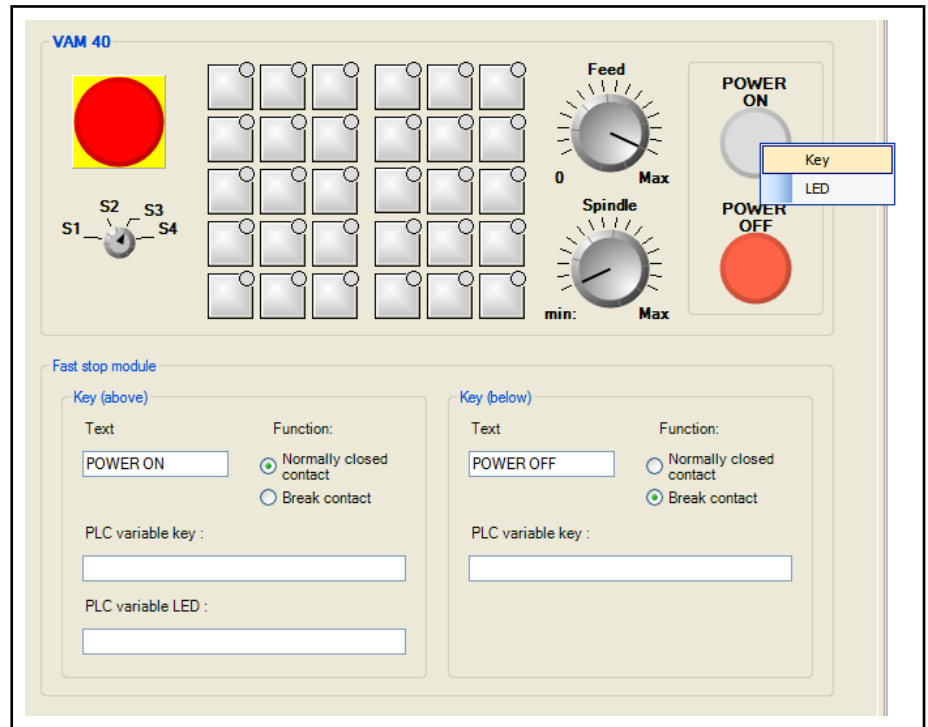 VAM 40
Feed
POWER
ON
Key
LED
0 Max
S2 S3
S1 S4
Spindle
POWER
OFF
min: Max
Fast stop module
Key (above)
Text Function:
POWER ON
Normally closed
contact
Break contact
PLC variable key :
PLC variable LED :
Key (below)
Text Function:
POWER OFF
Normally closed
contact
Break contact
PLC variable key :